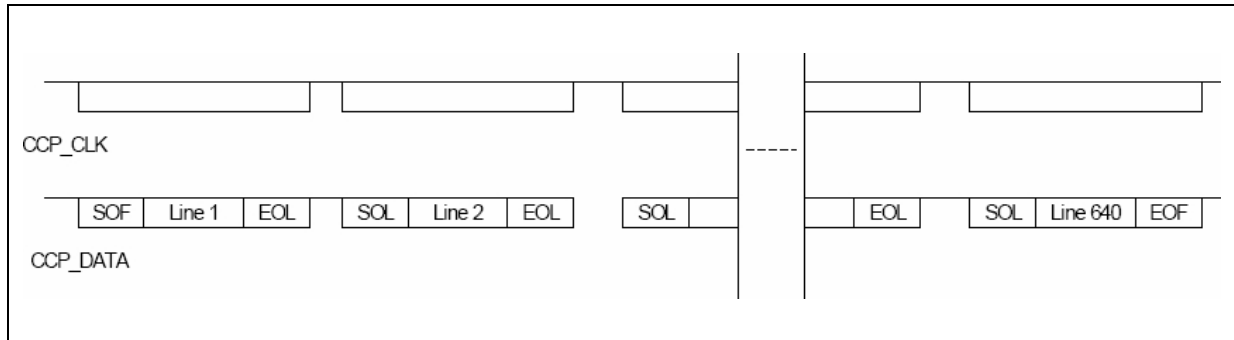 CCP_CLK
SOF Line 1 EOL SOL Line 2 EOL SOL EOL SOL Line 640 EOF
CCP_DATA